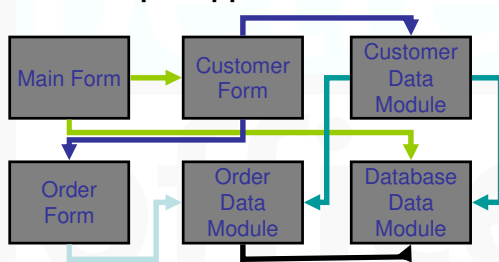 Main Form
Customer
Form
Customer
Data
Module
Order
Form
Order
Data
Module
Database
Data
Module